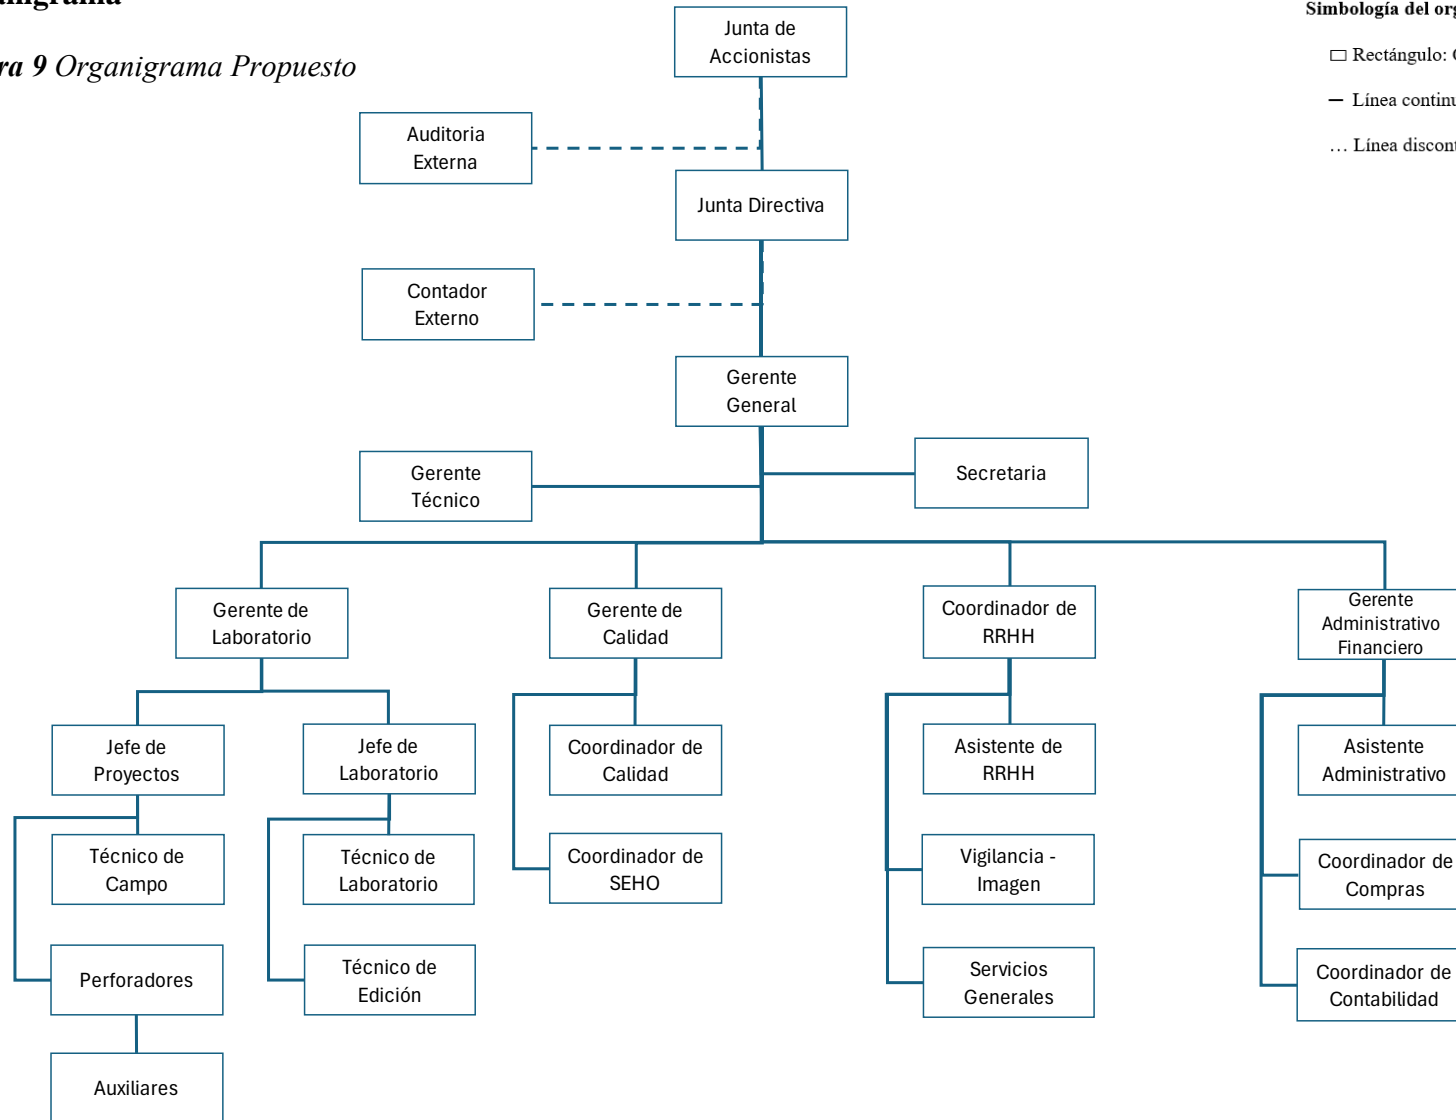 Junta de
Accionistas
ra 9 Organigrama Propuesto
Simbología del org
Rectángulo:
Línea continu
… Línea discont
Auditoria
Externa
Junta Directiva
Contador
Externo
Gerente
General
Gerente
Técnico
Secretaria
Gerente de
Laboratorio
Gerente de
Calidad
Coordinador de
RRHH
Gerente
Administrativo
Financiero
Jefe de
Proyectos
Jefe de
Laboratorio
Coordinador de
Calidad
Asistente de
RRHH
Asistente
Administrativo
Técnico de
Campo
Técnico de
Laboratorio
Coordinador de
SEHO
Vigilancia -
Imagen
Coordinador de
Compras
Perforadores
Técnico de
Edición
Servicios
Generales
Coordinador de
Contabilidad
Auxiliares